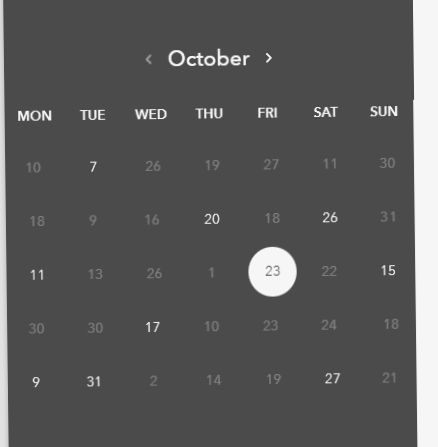 ‹ October ›
MON TUE WED THU FRI SAT SUN
10 7 26 19 27 11 30
18 9 16 20 18 26 31
11 13 26 1 23 22 15
30 30 17 10 23 24 18
9 31 2 14 19 27 21